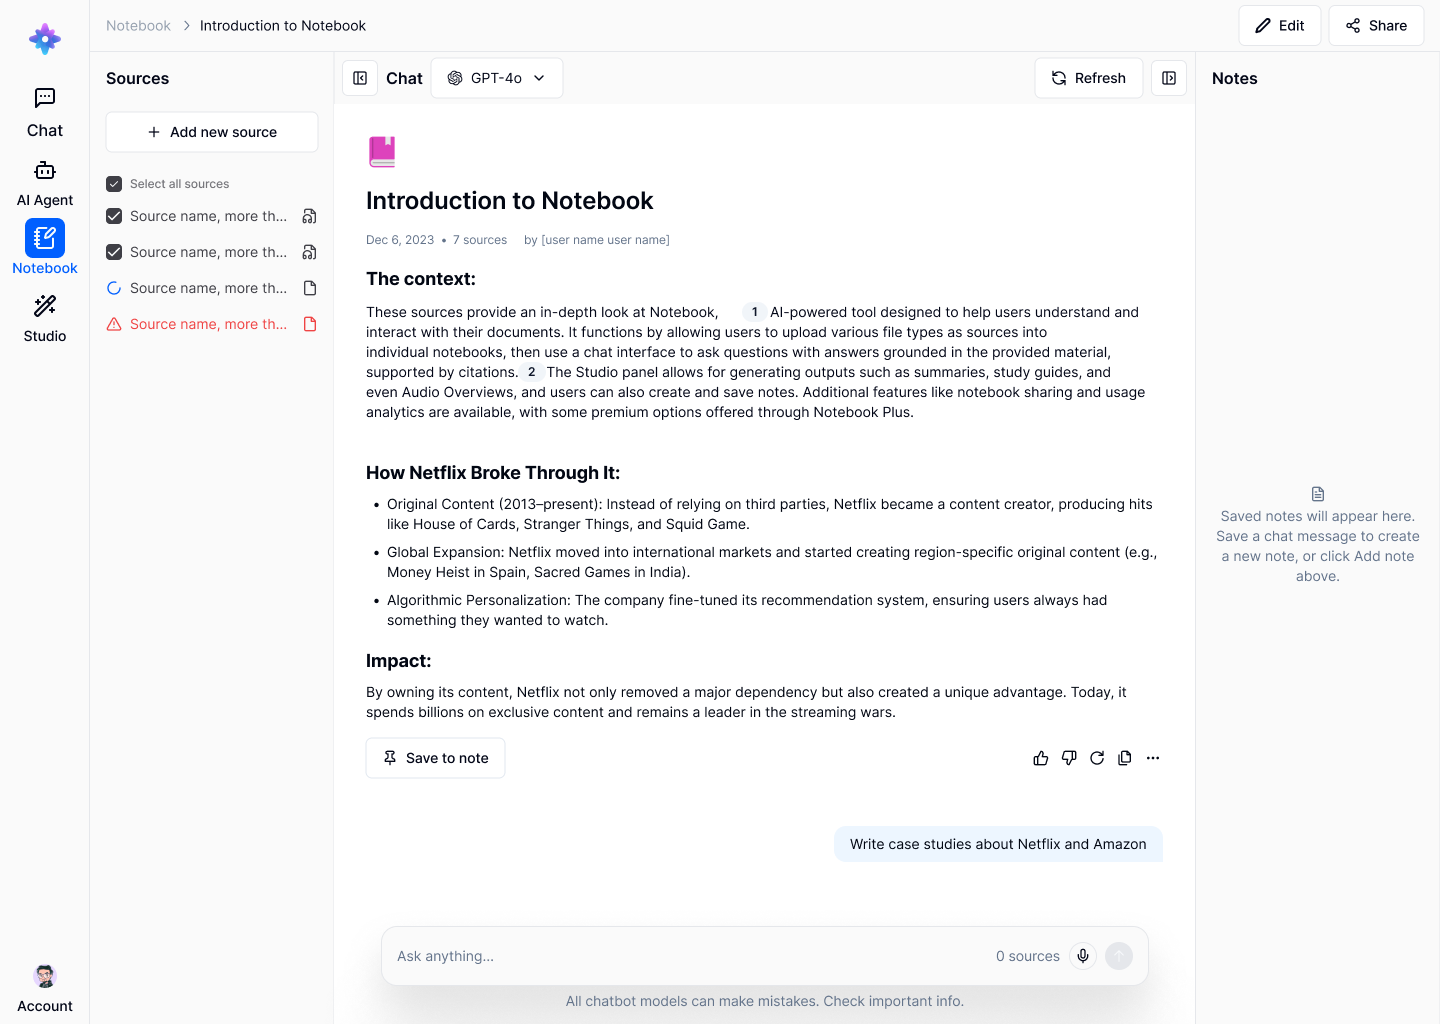 Notebook
Introduction to Notebook
Edit
Share
Chat
AI Agent
Notebook
Studio
Account
Sources
Add new source
Select all sources
Source name, more th...
Source name, more th...
Source name, more th...
Source name, more th...
Chat
GPT-4o
Refresh
Introduction to Notebook
Dec 6, 2023 • 7 sources by [user name user name]
The context:
These sources provide an in-depth look at Notebook, 1 AI-powered tool designed to help users understand and
interact with their documents. It functions by allowing users to upload various file types as sources into
individual notebooks, then use a chat interface to ask questions with answers grounded in the provided material,
supported by citations. 2 The Studio panel allows for generating outputs such as summaries, study guides, and
even Audio Overviews, and users can also create and save notes. Additional features like notebook sharing and usage
analytics are available, with some premium options offered through Notebook Plus.
How Netflix Broke Through It:
• Original Content (2013–present): Instead of relying on third parties, Netflix became a content creator, producing hits
like House of Cards, Stranger Things, and Squid Game.
• Global Expansion: Netflix moved into international markets and started creating region-specific original content (e.g.,
Money Heist in Spain, Sacred Games in India).
• Algorithmic Personalization: The company fine-tuned its recommendation system, ensuring users always had
something they wanted to watch.
Impact:
By owning its content, Netflix not only removed a major dependency but also created a unique advantage. Today, it
spends billions on exclusive content and remains a leader in the streaming wars.
Save to note
Write case studies about Netflix and Amazon
Ask anything...
0 sources
All chatbot models can make mistakes. Check important info.
Notes
Saved notes will appear here.
Save a chat message to create
a new note, or click Add note
above.